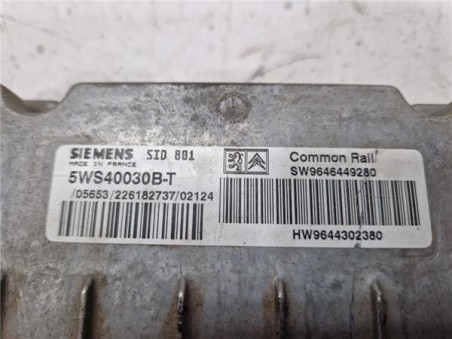 SIEMENS SID 801
MADE IN FRANCE
5WS40030B-T
/05653/226182737/02124
Common Rail
SW9646449280
HW9644302380